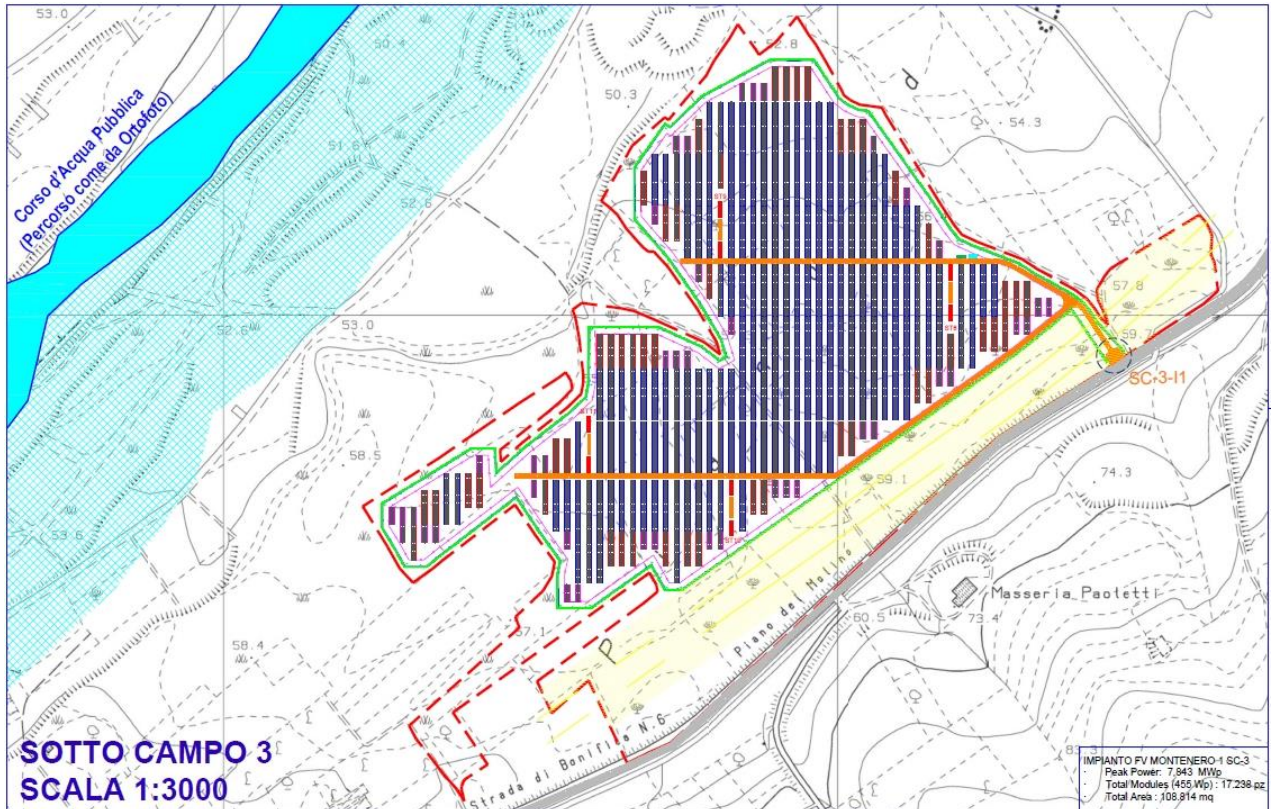 53.0
50.4
51.8
52.6
52.6
53.0
58.5
53.6
58.4
57.1
50.3
52.8
d
54.3
57.8
59.7
59.1
60.5
73.4
74.3
P
Corso d'Acqua Pubblica
(Percorso come da Ortofoto)
SC-3-I1
Masseria Paoletti
Piano del Molino
Strada di Bonifica N.6
SOTTO CAMPO 3
SCALA 1:3000
IMPIANTO FV MONTENERO-1 SC-3
- Peak Power: 7,843 MWp
- Total Modules (455 Wp) : 17.238 pz
- Total Area : 108.814 mq